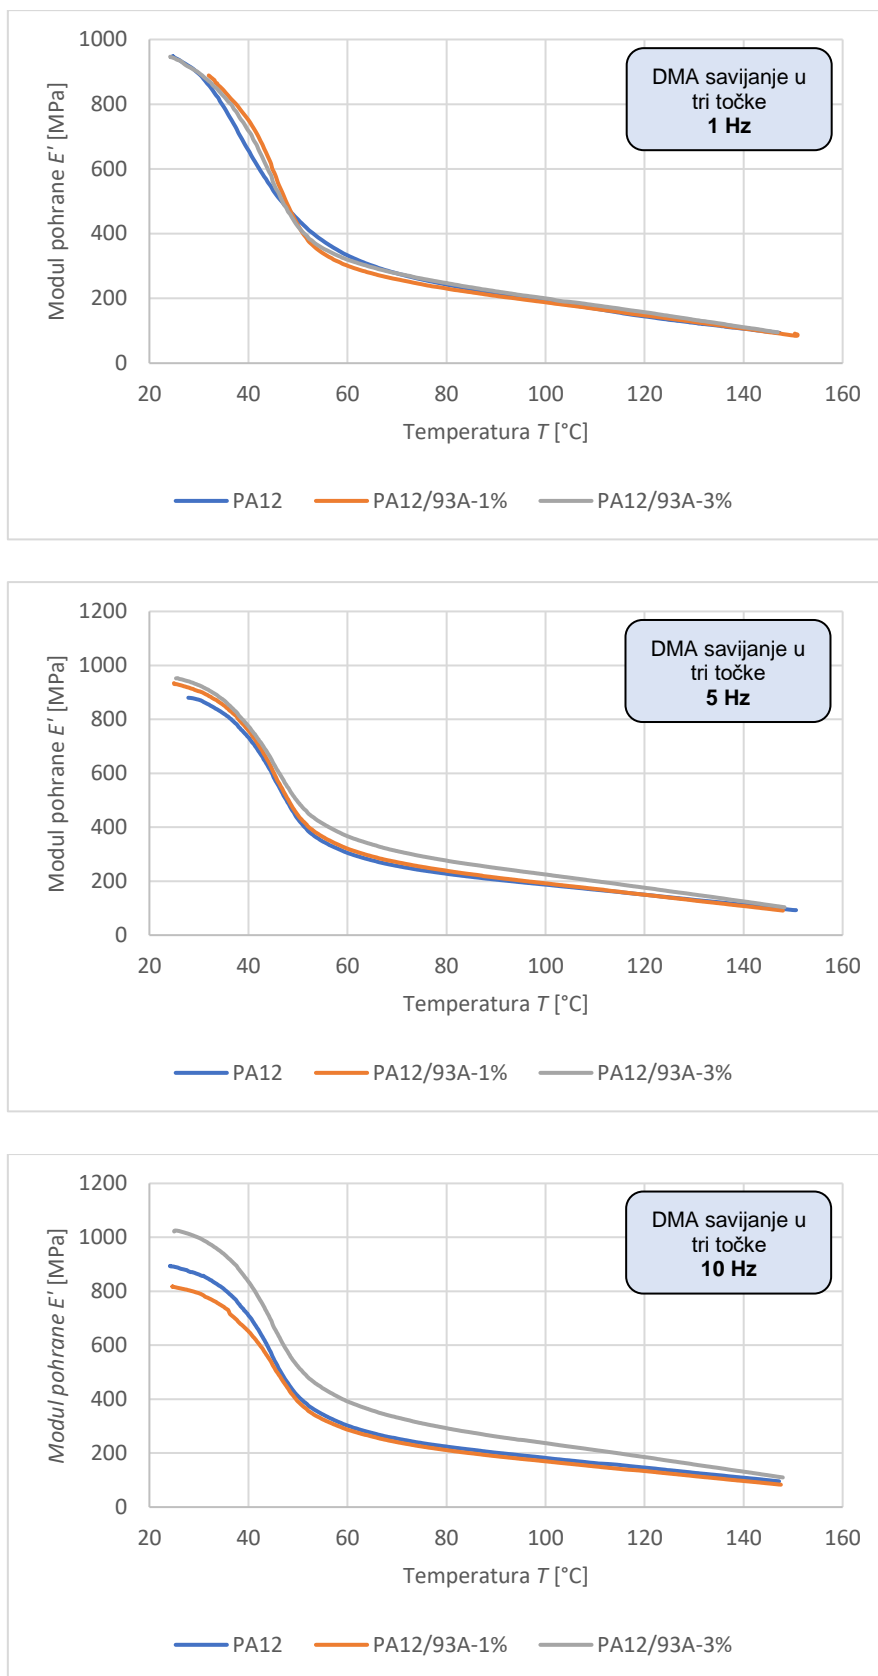 1000
800
600
400
200
0
Modul pohrane E' [MPa]
DMA savijanje u
tri točke
1 Hz
20 40 60 80 100 120 140 160
Temperatura T [°C]
PA12 PA12/93A-1% PA12/93A-3%
1200
1000
800
600
400
200
0
Modul pohrane E' [MPa]
DMA savijanje u
tri točke
5 Hz
20 40 60 80 100 120 140 160
Temperatura T [°C]
PA12 PA12/93A-1% PA12/93A-3%
1200
1000
800
600
400
200
0
Modul pohrane E' [MPa]
DMA savijanje u
tri točke
10 Hz
20 40 60 80 100 120 140 160
Temperatura T [°C]
PA12 PA12/93A-1% PA12/93A-3%